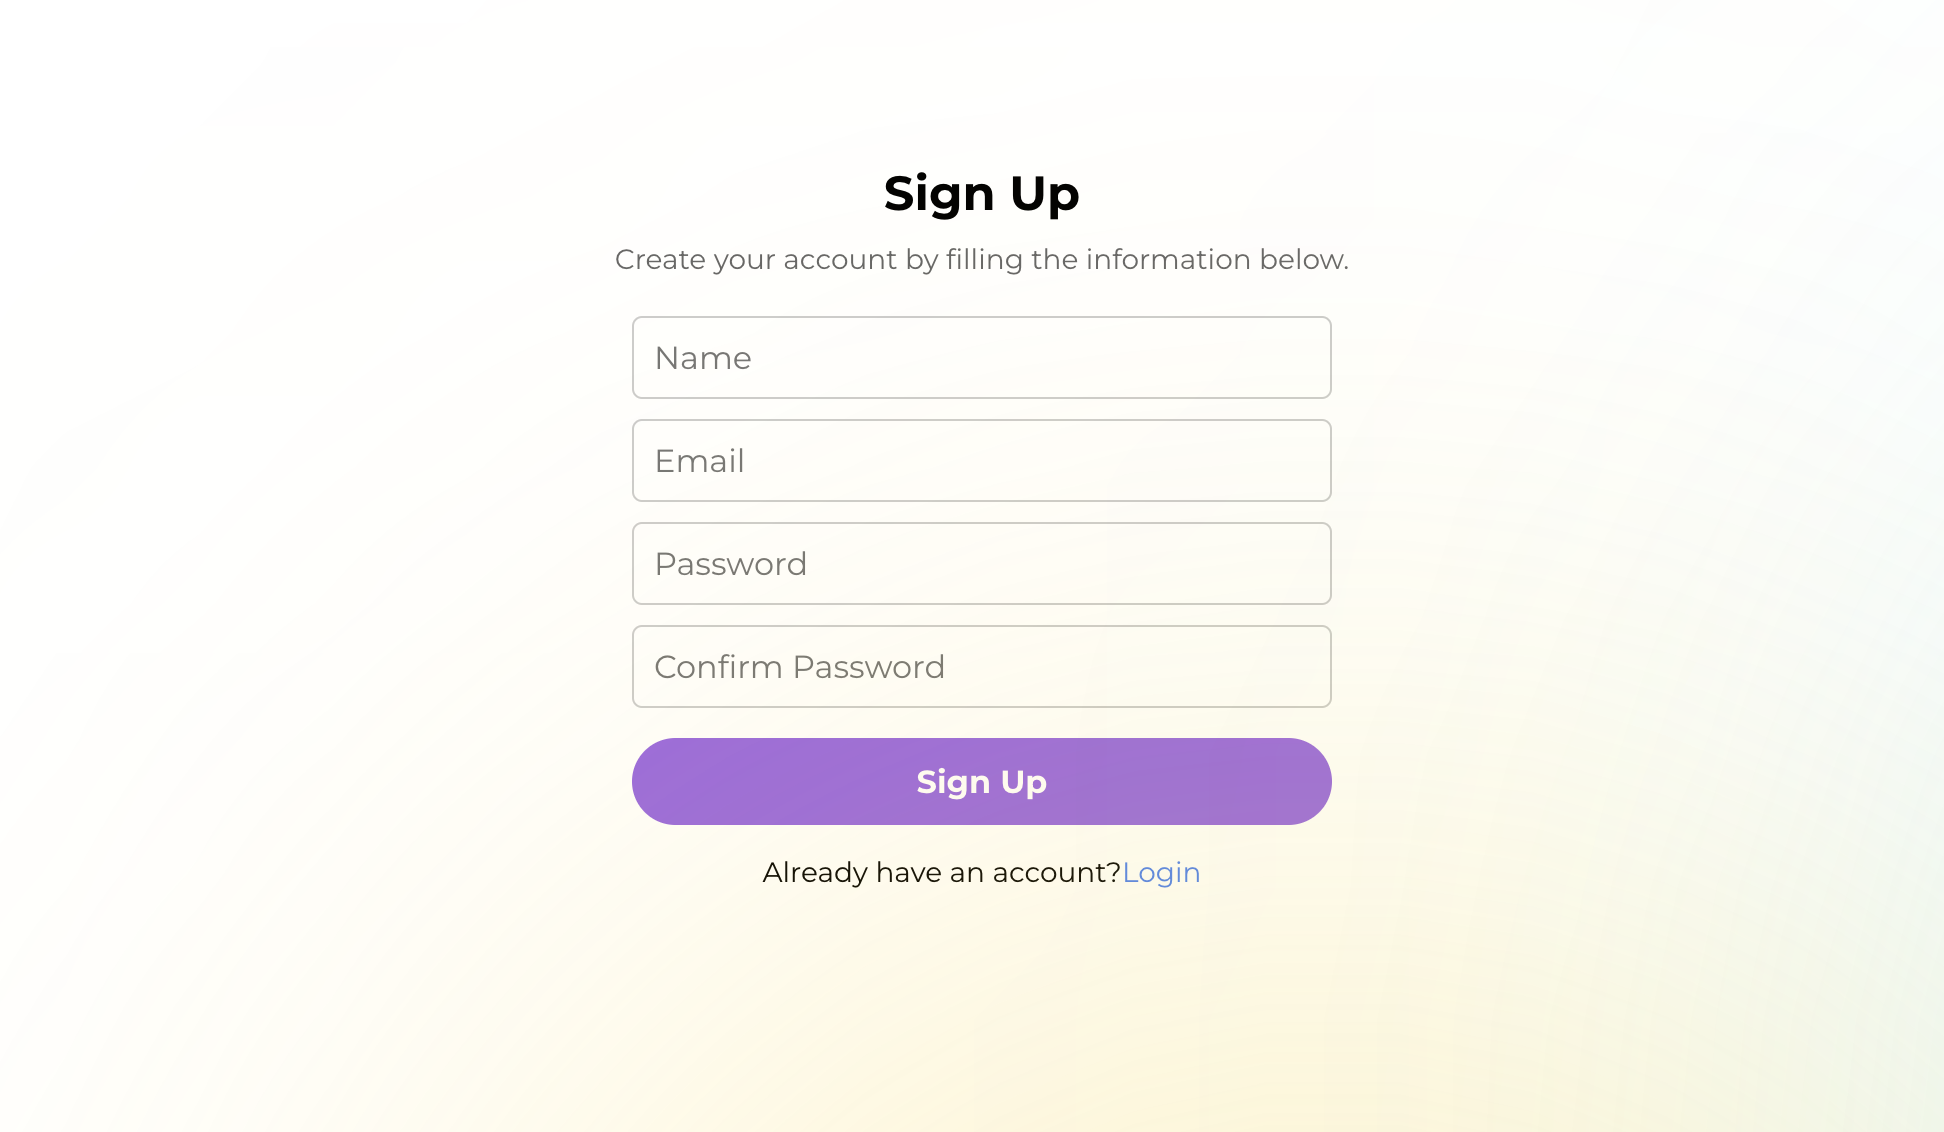 Sign Up
Create your account by filling the information below.
Name
Email
Password
Confirm Password
Sign Up
Already have an account?Login